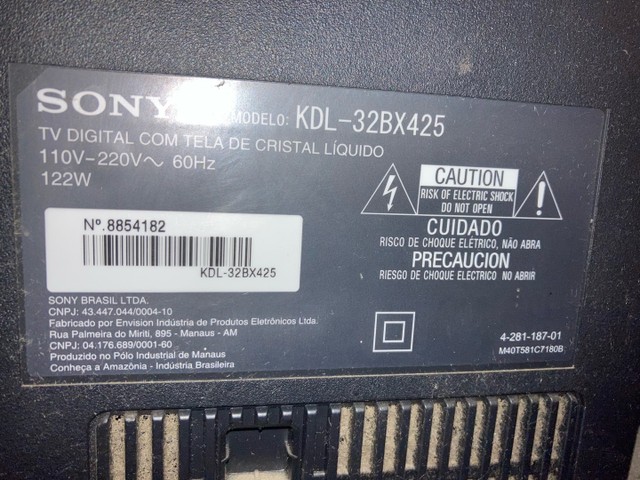 SONY MODELO: KDL-32BX425
TV DIGITAL COM TELA DE CRISTAL LÍQUIDO
110V-220V~ 60Hz
122W
CAUTION
RISK OF ELECTRIC SHOCK
DO NOT OPEN
CUIDADO
RISCO DE CHOQUE ELÉTRICO, NÃO ABRA
PRECAUCION
RIESGO DE CHOQUE ELECTRICO NO ABRIR
Nº.8854182
KDL-32BX425
SONY BRASIL LTDA.
CNPJ: 43.447.044/0004-10
Fabricado por Envision Indústria de Produtos Eletrônicos Ltda.
Rua Palmeira do Miriti, 895 - Manaus - AM
CNPJ: 04.176.689/0001-60
Produzido no Pólo Industrial de Manaus
Conheça a Amazônia - Indústria Brasileira
4-281-187-01
M40T581C7180B